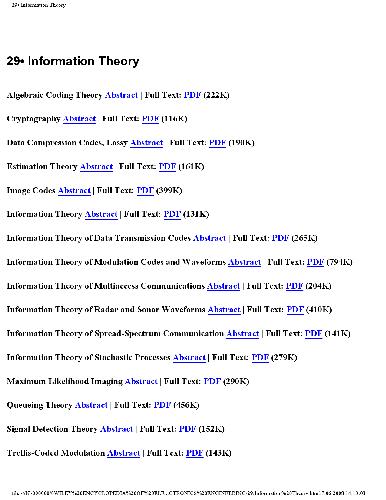 29• Information Theory
29• Information Theory
Algebraic Coding Theory Abstract | Full Text: PDF (222K)
Cryptography Abstract | Full Text: PDF (116K)
Data Compression Codes, Lossy Abstract | Full Text: PDF (190K)
Estimation Theory Abstract | Full Text: PDF (161K)
Image Codes Abstract | Full Text: PDF (399K)
Information Theory Abstract | Full Text: PDF (131K)
Information Theory of Data Transmission Codes Abstract | Full Text: PDF (265K)
Information Theory of Modulation Codes and Waveforms Abstract | Full Text: PDF (794K)
Information Theory of Multiaccess Communications Abstract | Full Text: PDF (204K)
Information Theory of Radar and Sonar Waveforms Abstract | Full Text: PDF (410K)
Information Theory of Spread-Spectrum Communication Abstract | Full Text: PDF (141K)
Information Theory of Stochastic Processes Abstract | Full Text: PDF (279K)
Maximum Likelihood Imaging Abstract | Full Text: PDF (290K)
Queueing Theory Abstract | Full Text: PDF (456K)
Signal Detection Theory Abstract | Full Text: PDF (152K)
Trellis-Coded Modulation Abstract | Full Text: PDF (143K)